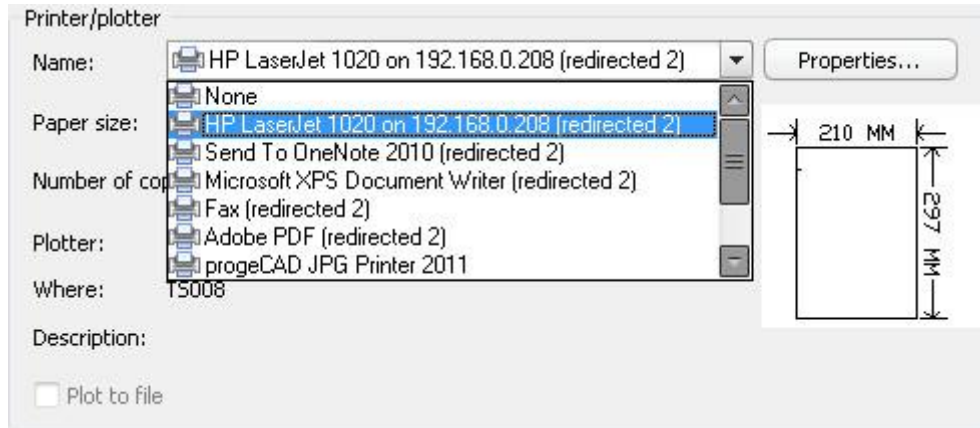 Printer/plotter
Name: HP LaserJet 1020 on 192.168.0.208 (redirected 2) Properties...
None
Paper size: HP LaserJet 1020 on 192.168.0.208 (redirected 2) 210 MM
Send To OneNote 2010 (redirected 2)
Number of cop Microsoft XPS Document Writer (redirected 2)
Fax (redirected 2) 297 MM
Plotter: Adobe PDF (redirected 2)
progeCAD JPG Printer 2011
Where: TS008
Description:
Plot to file